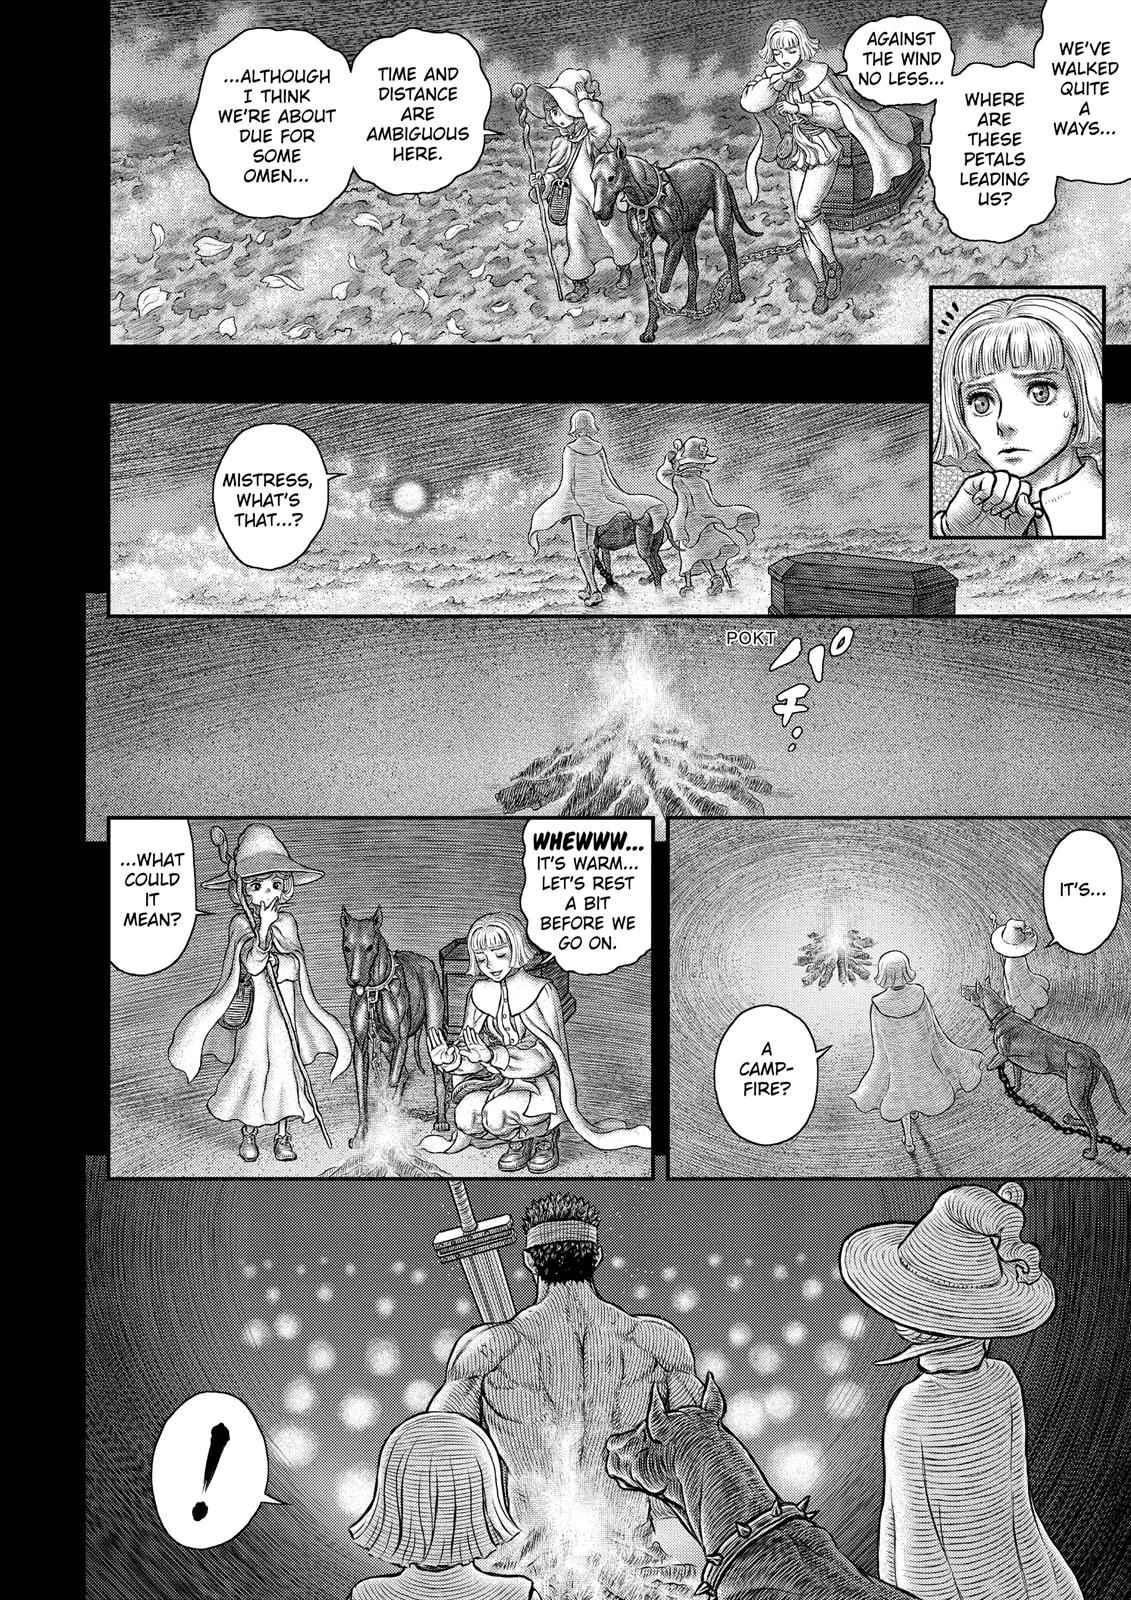 WE'VE
WALKED
QUITE
A
WAYS...
AGAINST
THE WIND
NO LESS...
WHERE
ARE
THESE
PETALS
LEADING
US?
TIME AND
DISTANCE
ARE
AMBIGUOUS
HERE.
...ALTHOUGH
I THINK
WE'RE ABOUT
DUE FOR
SOME
OMEN...
MISTRESS,
WHAT'S
THAT...?
POKT
パチ
IT'S...
A
CAMP-
FIRE?
WHEWWW...
IT'S WARM...
LET'S REST
A BIT
BEFORE WE
GO ON.
...WHAT
COULD
IT
MEAN?
!